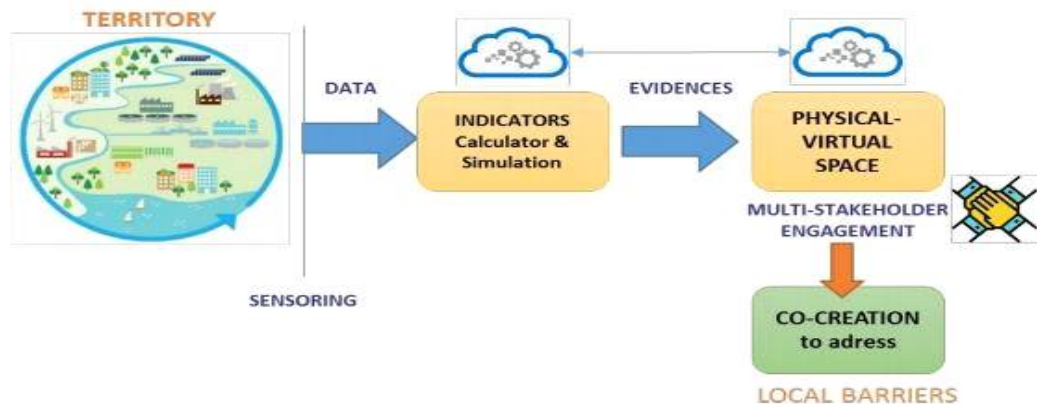 TERRITORY
DATA
SENSORING
INDICATORS
Calculator &
Simulation
EVIDENCES
PHYSICAL-
VIRTUAL
SPACE
MULTI-STAKEHOLDER
ENGAGEMENT
CO-CREATION
to adress
LOCAL BARRIERS